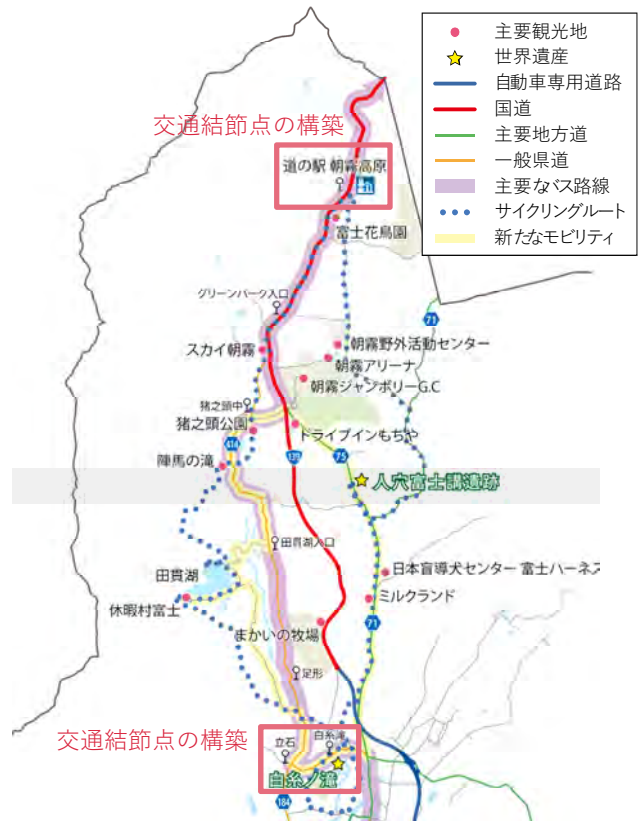 主要観光地
世界遺産
自動車専用道路
国道
主要地方道
一般県道
主要なバス路線
サイクリングルート
新たなモビリティ
交通結節点の構築
道の駅 朝霧高原
富士花鳥園
グリーンパーク入口
71
スカイ朝霧
朝霧野外活動センター
朝霧アリーナ
朝霧ジャンボリーG.C
猪之頭中
猪之頭公園
ドライブインもちや
414
139
75
陣馬の滝
人穴富士講遺跡
田貫湖入口
田貫湖
日本盲導犬センター 富士ハーネス
休暇村富士
ミルクランド
まかいの牧場
71
足形
交通結節点の構築
立石
白糸滝
白糸ノ滝
184